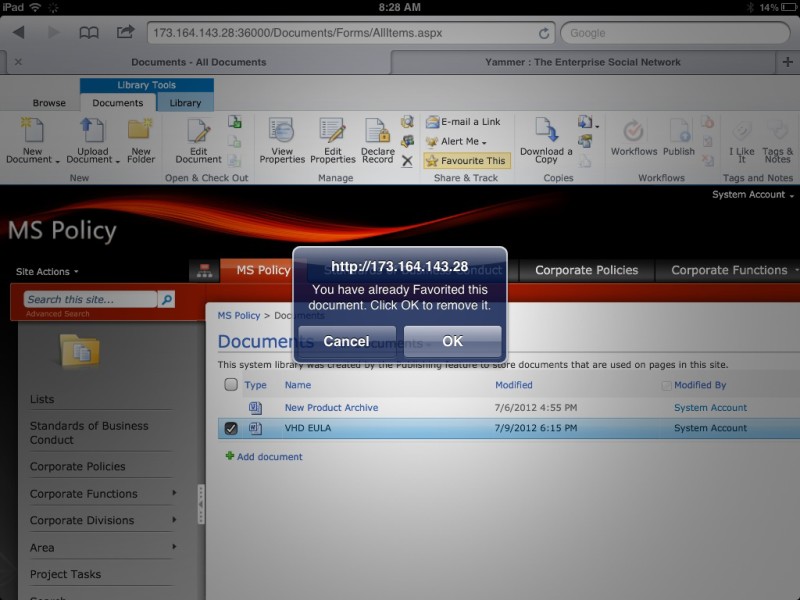 iPad
8:28 AM
14%
173.164.143.28:36000/Documents/Forms/AllItems.aspx
Google
Documents - All Documents
Yammer : The Enterprise Social Network
Library Tools
Browse
Documents
Library
New Document
Upload Document
New Folder
Edit Document
View Properties
Edit Properties
Declare Record
E-mail a Link
Alert Me
Favourite This
Download a Copy
Workflows
Publish
I Like It
Tags & Notes
New
Open & Check Out
Manage
Share & Track
Copies
Workflows
Tags and Notes
System Account
MS Policy
Site Actions
MS Policy
Corporate Policies
Corporate Functions
Search this site...
Advanced Search
http://173.164.143.28
You have already Favorited this
document. Click OK to remove it.
Cancel
OK
MS Policy > Documents
Documents
This system library was created by the Publishing feature to store documents that are used on pages in this site.
Type
Name
Modified
Modified By
New Product Archive
7/6/2012 4:55 PM
System Account
VHD EULA
7/9/2012 6:15 PM
System Account
Add document
Lists
Standards of Business
Conduct
Corporate Policies
Corporate Functions
Corporate Divisions
Area
Project Tasks